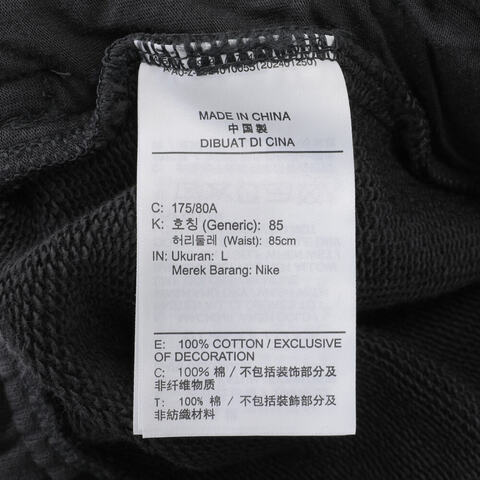 MADE IN CHINA
中国製
DIBUAT DI CINA
C: 175/80A
K: 호칭 (Generic): 85
허리둘레 (Waist): 85cm
IN: Ukuran: L
Merek Barang: Nike
E: 100% COTTON / EXCLUSIVE
OF DECORATION
C: 100% 棉 / 不包括装饰部分及
非纤维物质
T: 100% 棉 / 不包括裝飾部分及
非紡織材料